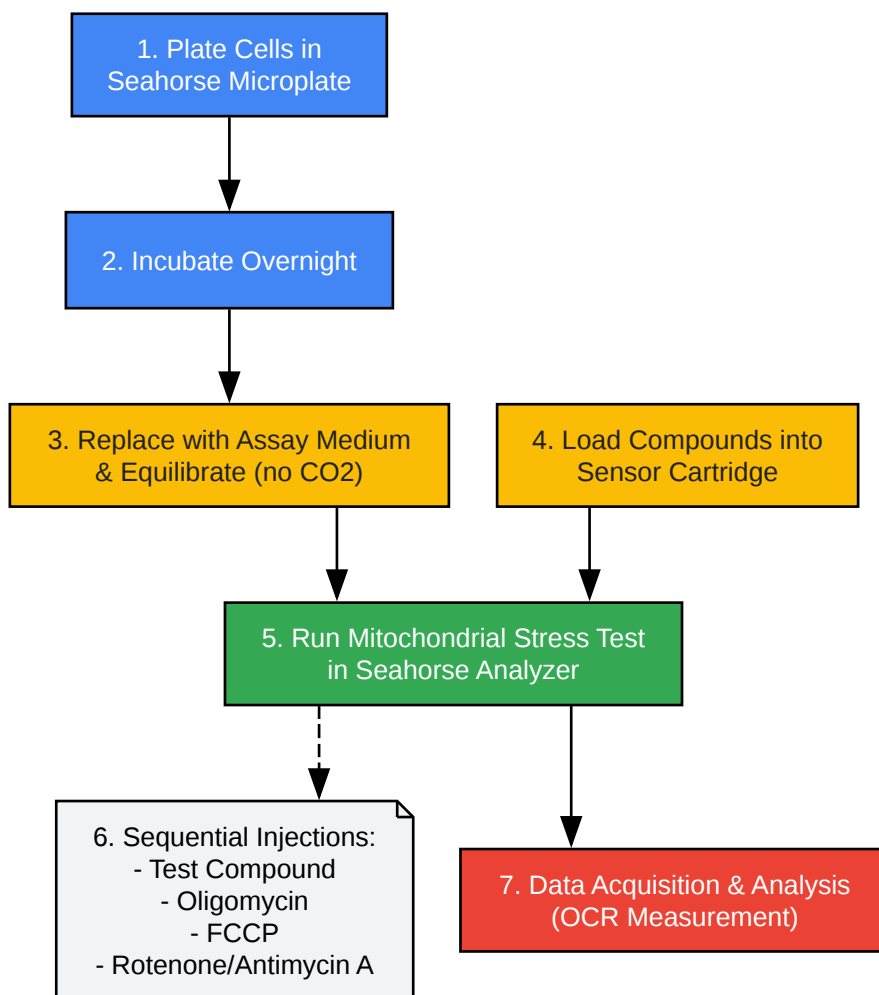 1. Plate Cells in
Seahorse Microplate
2. Incubate Overnight
3. Replace with Assay Medium
& Equilibrate (no CO2)
4. Load Compounds into
Sensor Cartridge
5. Run Mitochondrial Stress Test
in Seahorse Analyzer
6. Sequential Injections:
- Test Compound
- Oligomycin
- FCCP
- Rotenone/Antimycin A
7. Data Acquisition & Analysis
(OCR Measurement)